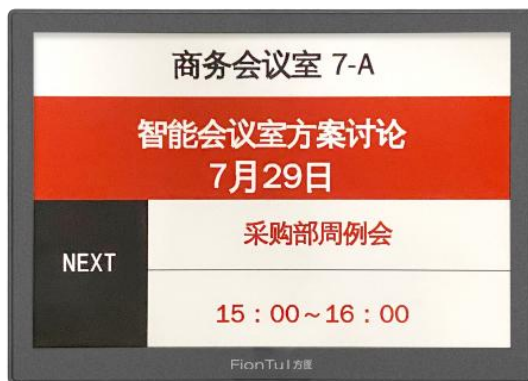 商务会议室 7-A
智能会议室方案讨论
7月29日
NEXT
采购部周例会
15：00～16：00
FionTu